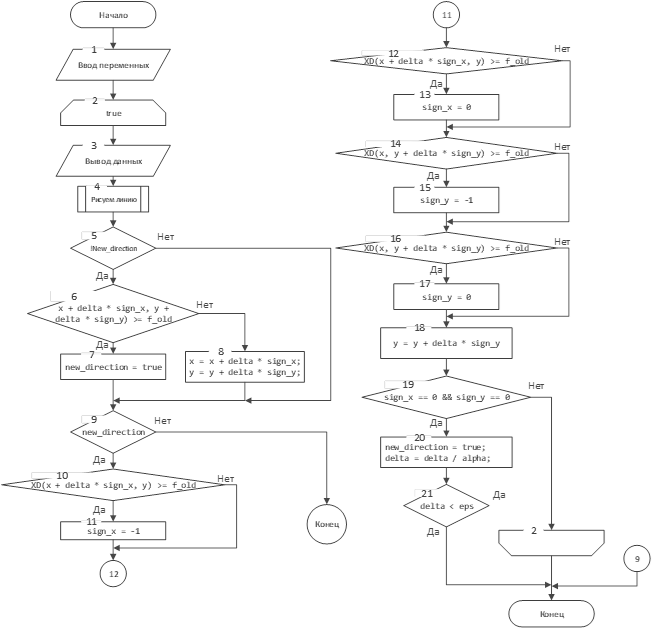 Начало
1
Ввод переменных
2
true
3
Вывод данных
4
Рисуем линию
5
!New_direction
Нет
Да
6
x + delta * sign_x, y +
delta * sign_y) >= f_old
Нет
Да
7
new_direction = true
8
x = x + delta * sign_x;
y = y + delta * sign_y;
9
new_direction
Нет
Да
10
XD(x + delta * sign_x, y) >= f_old
Нет
Да
11
sign_x = -1
12
Конец
11
12
XD(x + delta * sign_x, y) >= f_old
Нет
Да
13
sign_x = 0
14
XD(x, y + delta * sign_y) >= f_old
Нет
Да
15
sign_y = -1
16
XD(x, y + delta * sign_y) >= f_old
Нет
Да
17
sign_y = 0
18
y = y + delta * sign_y
19
sign_x == 0 && sign_y == 0
Нет
Да
20
new_direction = true;
delta = delta / alpha;
21
delta < eps
Да
Да
2
9
Конец